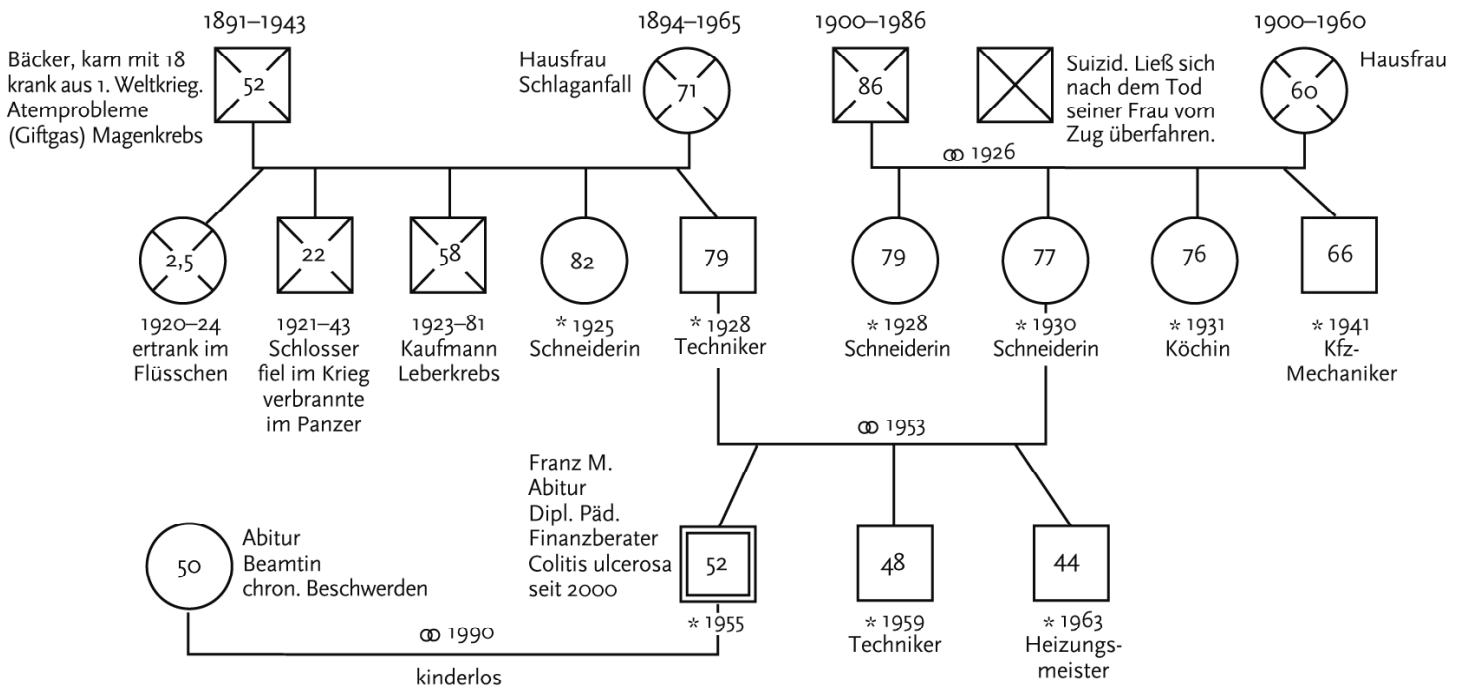 1891–1943
Bäcker, kam mit 18
krank aus 1. Weltkrieg.
Atemprobleme
(Giftgas) Magenkrebs
52
1894–1965
Hausfrau
Schlaganfall
71
1900–1986
86
Suizid. Ließ sich
nach dem Tod
seiner Frau vom
Zug überfahren.
1900–1960
60
Hausfrau
⚭ 1926
2,5
1920–24
ertrank im
Flüsschen
22
1921–43
Schlosser
fiel im Krieg
verbrannte
im Panzer
58
1923–81
Kaufmann
Leberkrebs
82
* 1925
Schneiderin
79
* 1928
Techniker
79
* 1928
Schneiderin
77
* 1930
Schneiderin
76
* 1931
Köchin
66
* 1941
Kfz-
Mechaniker
⚭ 1953
50
Abitur
Beamtin
chron. Beschwerden
Franz M.
Abitur
Dipl. Päd.
Finanzberater
Colitis ulcerosa
seit 2000
52
* 1955
48
* 1959
Techniker
44
* 1963
Heizungs-
meister
⚭ 1990
kinderlos